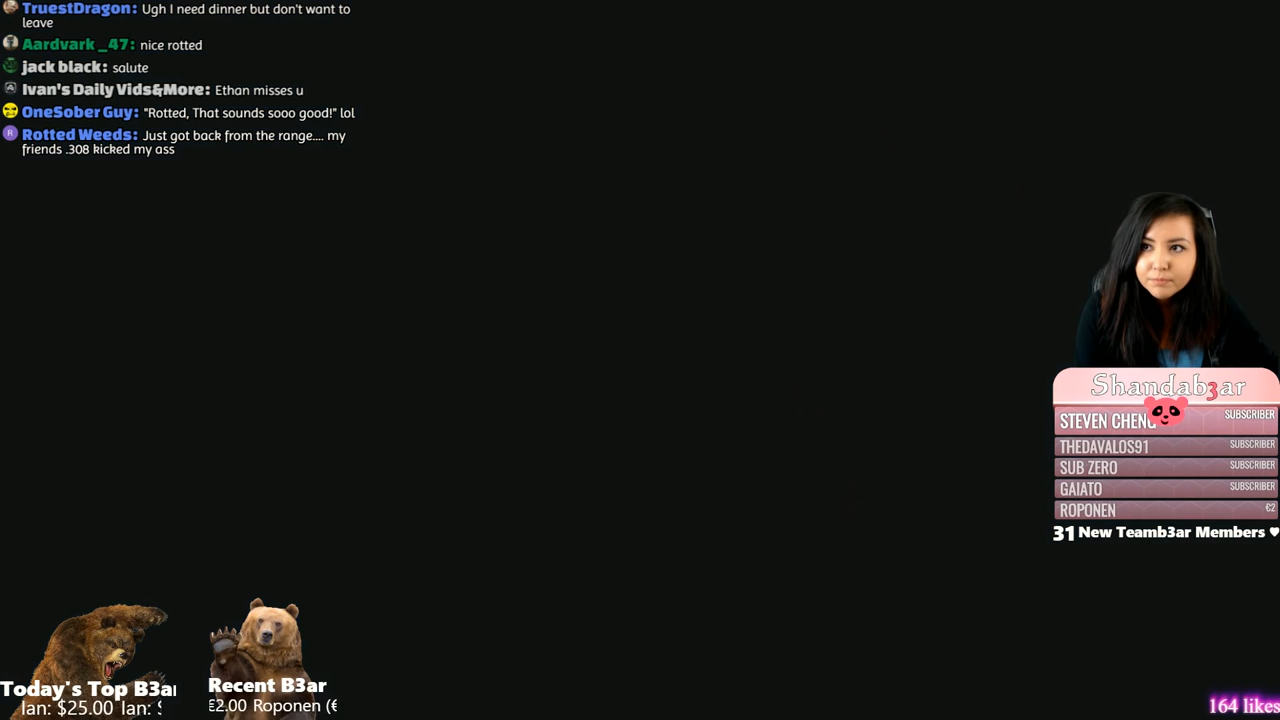 TruestDragon: Ugh I need dinner but don't want to
leave
Aardvark _47: nice rotted
jack black: salute
Ivan's Daily Vids&More: Ethan misses u
OneSober Guy: "Rotted, That sounds sooo good!" lol
R Rotted Weeds: Just got back from the range.... my
friends .308 kicked my ass
Shandab3ar
STEVEN CHENG SUBSCRIBER
THEDAVALOS91 SUBSCRIBER
SUB ZERO SUBSCRIBER
GAIATO SUBSCRIBER
ROPONEN €2
31 New Teamb3ar Members ♥
Today's Top B3ar
Ian: $25.00 Ian: $
Recent B3ar
€2.00 Roponen (€
164 likes